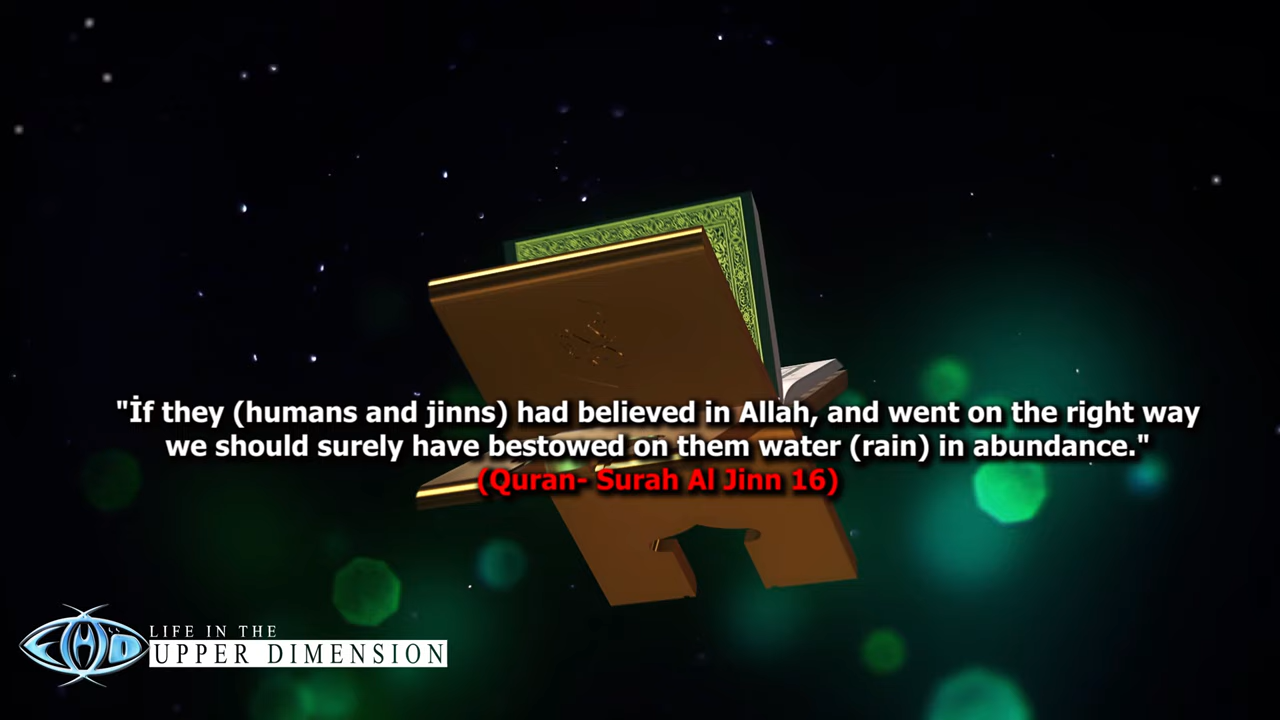 "İf they (humans and jinns) had believed in Allah, and went on the right way
we should surely have bestowed on them water (rain) in abundance."
(Quran- Surah Al Jinn 16)
LIFE IN THE
UPPER DIMENSION